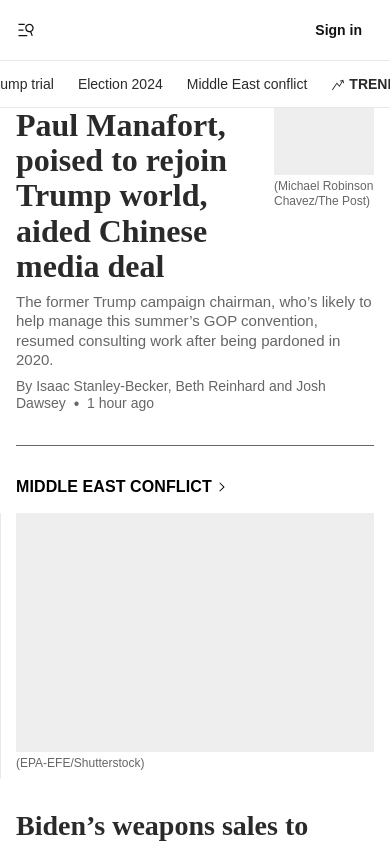 Sign in
ump trial Election 2024 Middle East conflict TREN
Paul Manafort,
poised to rejoin
Trump world,
aided Chinese
media deal
(Michael Robinson
Chavez/The Post)
The former Trump campaign chairman, who’s likely to
help manage this summer’s GOP convention,
resumed consulting work after being pardoned in
2020.
By Isaac Stanley-Becker, Beth Reinhard and Josh
Dawsey • 1 hour ago
MIDDLE EAST CONFLICT
(EPA-EFE/Shutterstock)
Biden’s weapons sales to